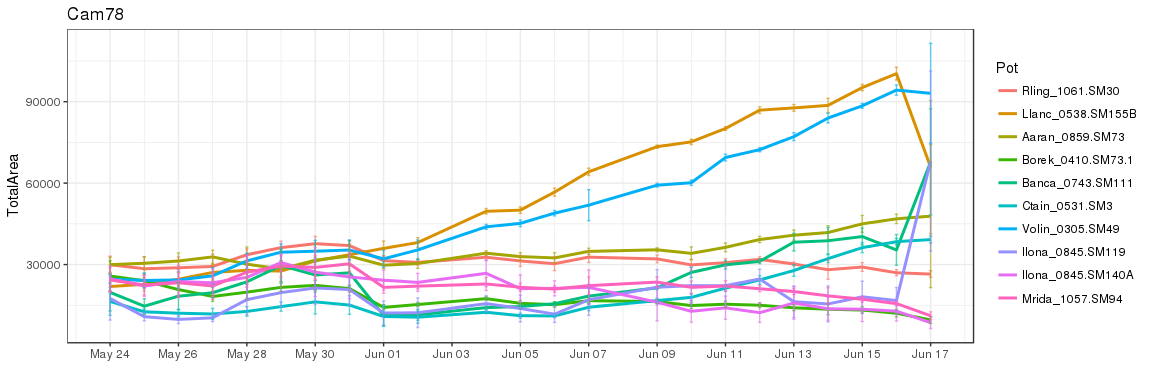 Cam78
TotalArea
90000
60000
30000
May 24 May 26 May 28 May 30 Jun 01 Jun 03 Jun 05 Jun 07 Jun 09 Jun 11 Jun 13 Jun 15 Jun 17
Pot
Rling_1061.SM30
Llanc_0538.SM155B
Aaran_0859.SM73
Borek_0410.SM73.1
Banca_0743.SM111
Ctain_0531.SM3
Volin_0305.SM49
Ilona_0845.SM119
Ilona_0845.SM140A
Mrida_1057.SM94